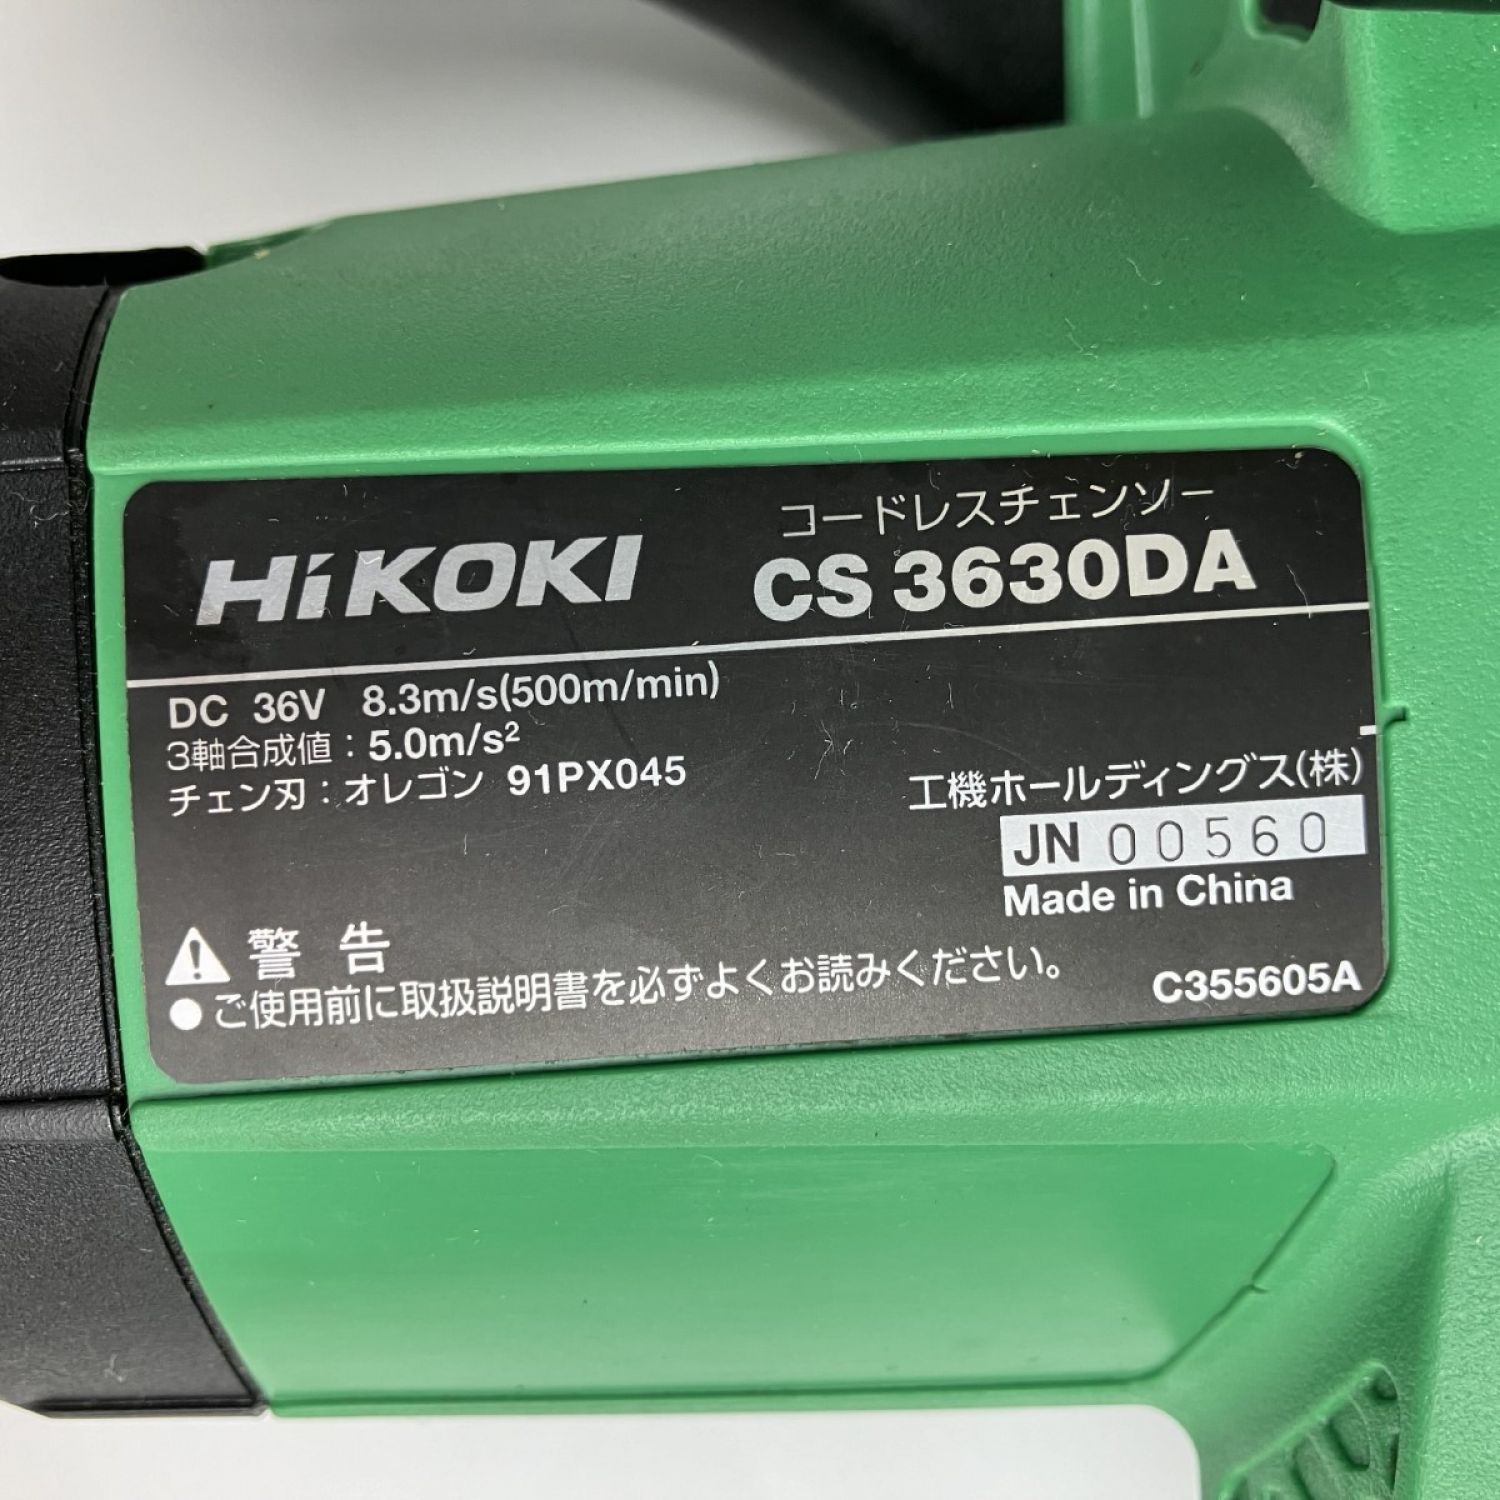 コードレスチェンソー
HiKOKI CS 3630DA
DC 36V 8.3m/s(500m/min)
3軸合成値：5.0m/s²
チェン刃：オレゴン 91PX045
工機ホールディングス(株)
JN 00560
Made in China
警告
●ご使用前に取扱説明書を必ずよくお読みください。
C355605A